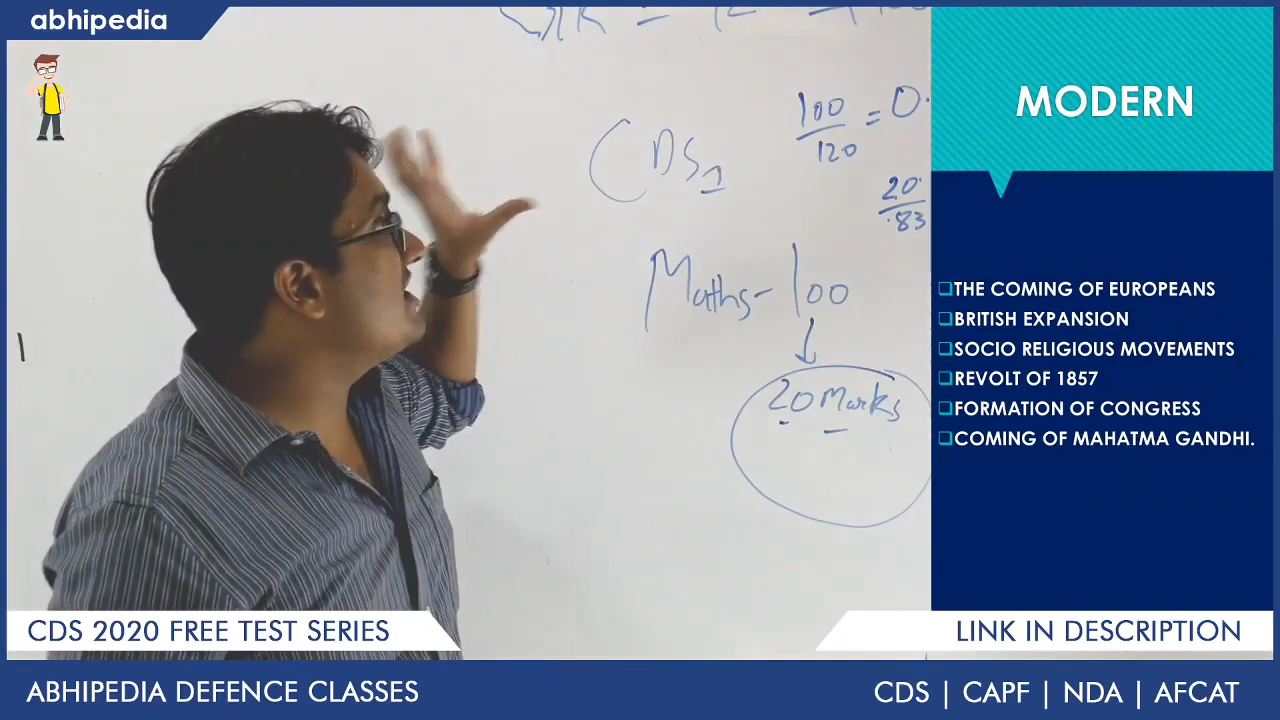 abhipedia
MODERN
❑THE COMING OF EUROPEANS
❑BRITISH EXPANSION
❑SOCIO RELIGIOUS MOVEMENTS
❑REVOLT OF 1857
❑FORMATION OF CONGRESS
❑COMING OF MAHATMA GANDHI.
100
120
= 0.
CDS1
20.
.83
Maths- 100
20 Marks
CDS 2020 FREE TEST SERIES
LINK IN DESCRIPTION
ABHIPEDIA DEFENCE CLASSES
CDS | CAPF | NDA | AFCAT